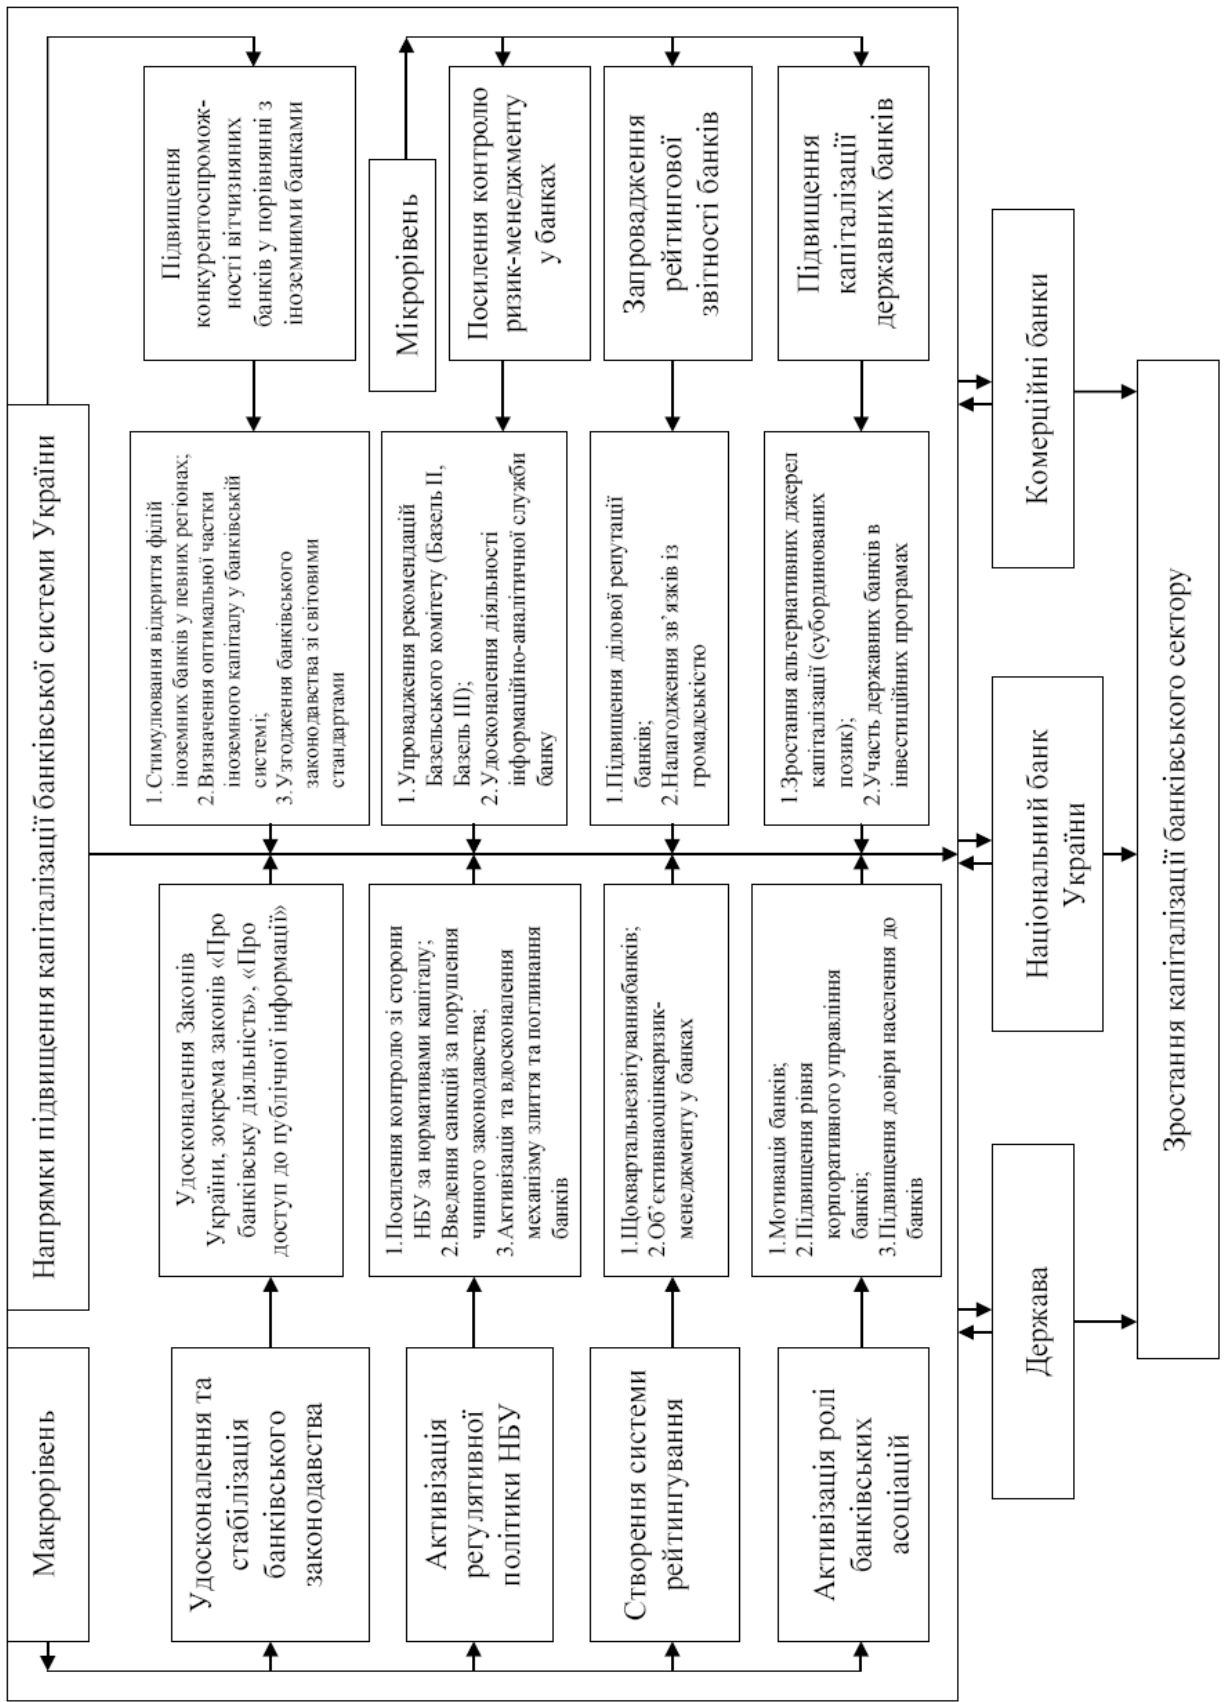 Макрорівень
Напрямки підвищення капіталізації банківської системи України
Удосконалення та
стабілізація
банківського
законодавства
Удосконалення Законів
України, зокрема законів «Про
банківську діяльність», «Про
доступ до публічної інформації»
1.Стимулювання відкриття філій
іноземних банків у певних регіонах;
2.Визначення оптимальної частки
іноземного капіталу у банківській
системі;
3.Узгодження банківського
законодавства зі світовими
стандартами
Підвищення
конкурентоспромож-
ності вітчизняних
банків у порівнянні з
іноземними банками
Мікрорівень
Активізація
регулятивної
політики НБУ
1.Посилення контролю зі сторони
НБУ за нормативами капіталу;
2.Введення санкцій за порушення
чинного законодавства;
3.Активізація та вдосконалення
механізму злиття та поглинання
банків
1.Упровадження рекомендацій
Базельського комітету (Базель II,
Базель III);
2.Удосконалення діяльності
інформаційно-аналітичної служби
банку
Посилення контролю
ризик-менеджменту
у банках
Створення системи
рейтингування
1.Щоквартальнезвітуваннябанків;
2.Об’єктивнаоцінкаризик-
менеджменту у банках
1.Підвищення ділової репутації
банків;
2.Налагодження зв’язків із
громадськістю
Запровадження
рейтингової
звітності банків
Активізація ролі
банківських
асоціацій
1.Мотивація банків;
2.Підвищення рівня
корпоративного управління
банків;
3.Підвищення довіри населення до
банків
1.Зростання альтернативних джерел
капіталізації (субординованих
позик);
2.Участь державних банків в
інвестиційних програмах
Підвищення
капіталізації
державних банків
Держава
Національний банк
України
Комерційні банки
Зростання капіталізації банківського сектору